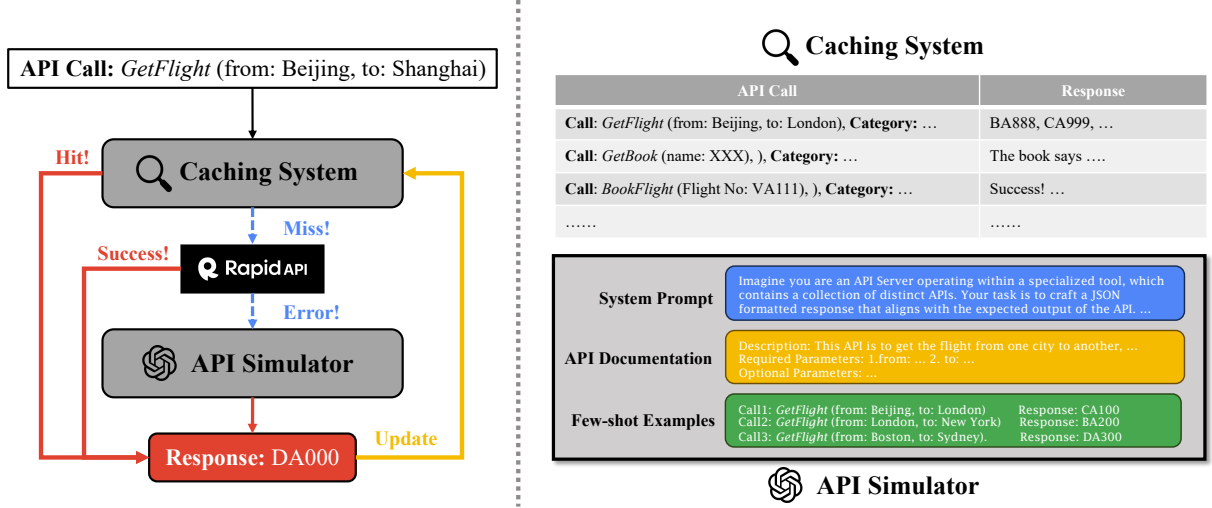 API Call: GetFlight (from: Beijing, to: Shanghai)
Hit!
Caching System
Miss!
Success!
Rapid API
Error!
API Simulator
Update
Response: DA000
Caching System
API Call Response
Call: GetFlight (from: Beijing, to: London), Category: … BA888, CA999, …
Call: GetBook (name: XXX), ), Category: … The book says ….
Call: BookFlight (Flight No: VA111), ), Category: … Success! …
…… ……
System Prompt
Imagine you are an API Server operating within a specialized tool, which
contains a collection of distinct APIs. Your task is to craft a JSON
formatted response that aligns with the expected output of the API. …
API Documentation
Description: This API is to get the flight from one city to another, …
Required Parameters: 1.from: … 2. to: …
Optional Parameters: …
Few-shot Examples
Call1: GetFlight (from: Beijing, to: London) Response: CA100
Call2: GetFlight (from: London, to: New York) Response: BA200
Call3: GetFlight (from: Boston, to: Sydney). Response: DA300
API Simulator